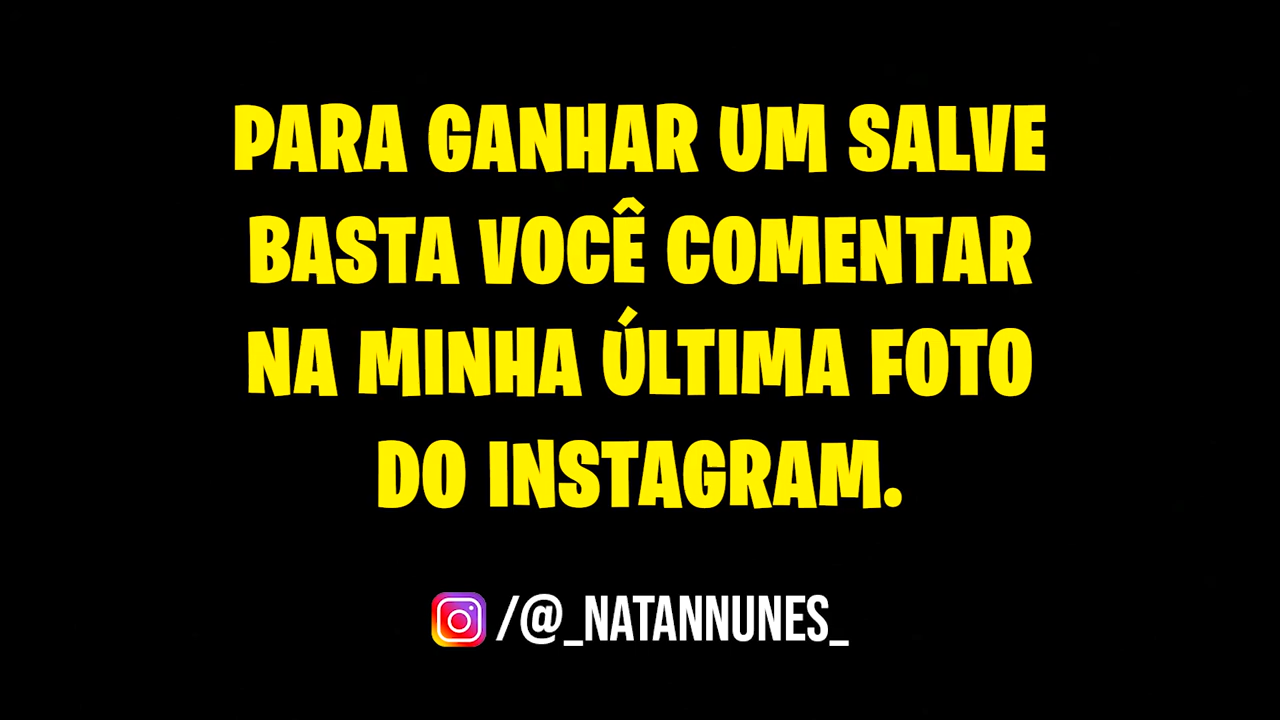 PARA GANHAR UM SALVE
BASTA VOCÊ COMENTAR
NA MINHA ÚLTIMA FOTO
DO INSTAGRAM.
/@_NATANNUNES_